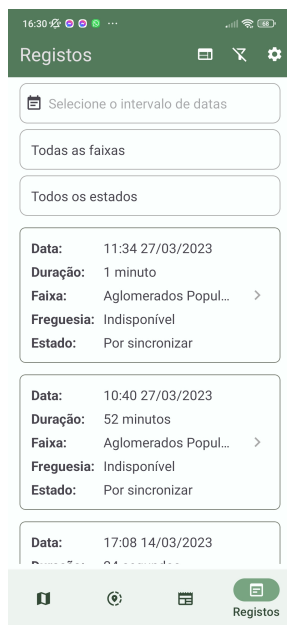 16:30
68
Registos
Selecione o intervalo de datas
Todas as faixas
Todos os estados
Data: 11:34 27/03/2023
Duração: 1 minuto
Faixa: Aglomerados Popul...
Freguesia: Indisponível
Estado: Por sincronizar
Data: 10:40 27/03/2023
Duração: 52 minutos
Faixa: Aglomerados Popul...
Freguesia: Indisponível
Estado: Por sincronizar
Data: 17:08 14/03/2023
Registos